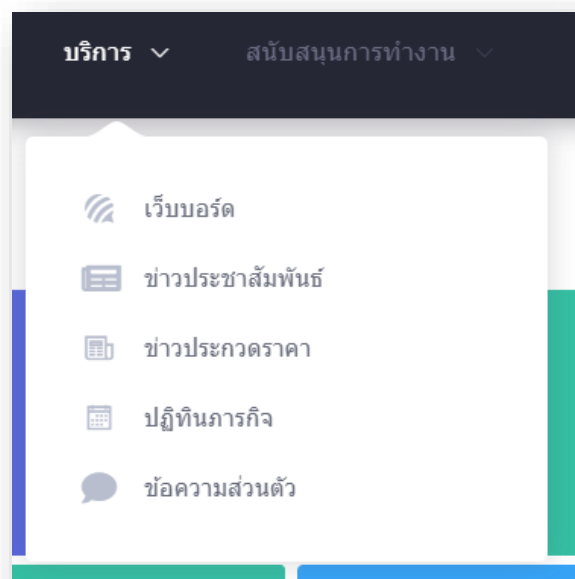 บริการ สนับสนุนการทำงาน
เว็บบอร์ด
ข่าวประชาสัมพันธ์
ข่าวประกวดราคา
ปฏิทินภารกิจ
ข้อความส่วนตัว